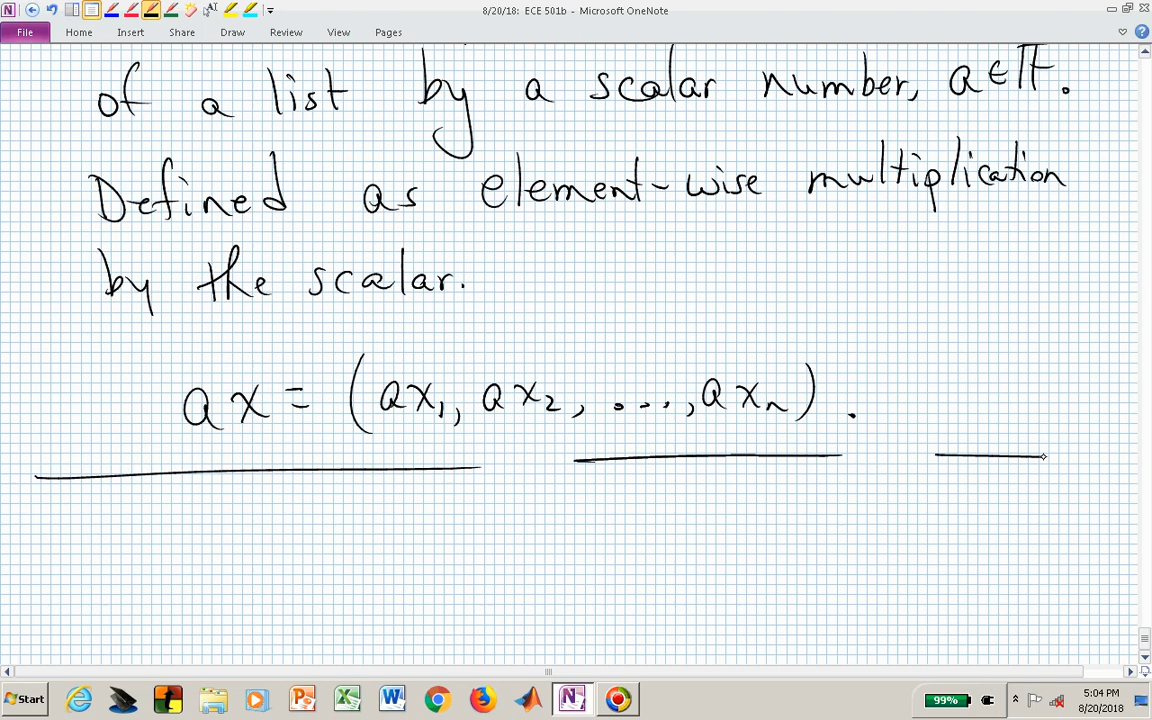 8/20/18: ECE 501b - Microsoft OneNote
File Home Insert Share Draw Review View Pages
of a list by a scalar number, a ∈ 𝔽.
Defined as element-wise multiplication
by the scalar.
ax = (ax₁, ax₂, ...., axₙ).
Start
99%
5:04 PM
8/20/2018